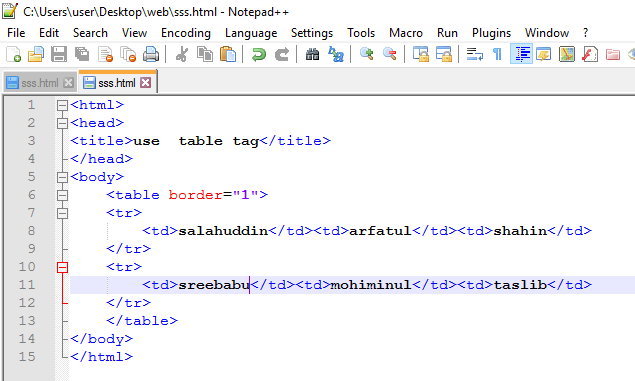 C:\Users\user\Desktop\web\sss.html - Notepad++
File Edit Search View Encoding Language Settings Tools Macro Run Plugins Window ?
sss.html sss.html
1 <html>
2 <head>
3 <title>use  table tag</title>
4 </head>
5 <body>
6     <table border="1">
7     <tr>
8         <td>salahuddin</td><td>arfatul</td><td>shahin</td>
9     </tr>
10     <tr>
11         <td>sreebabu</td><td>mohiminul</td><td>taslib</td>
12     </tr>
13     </table>
14 </body>
15 </html>